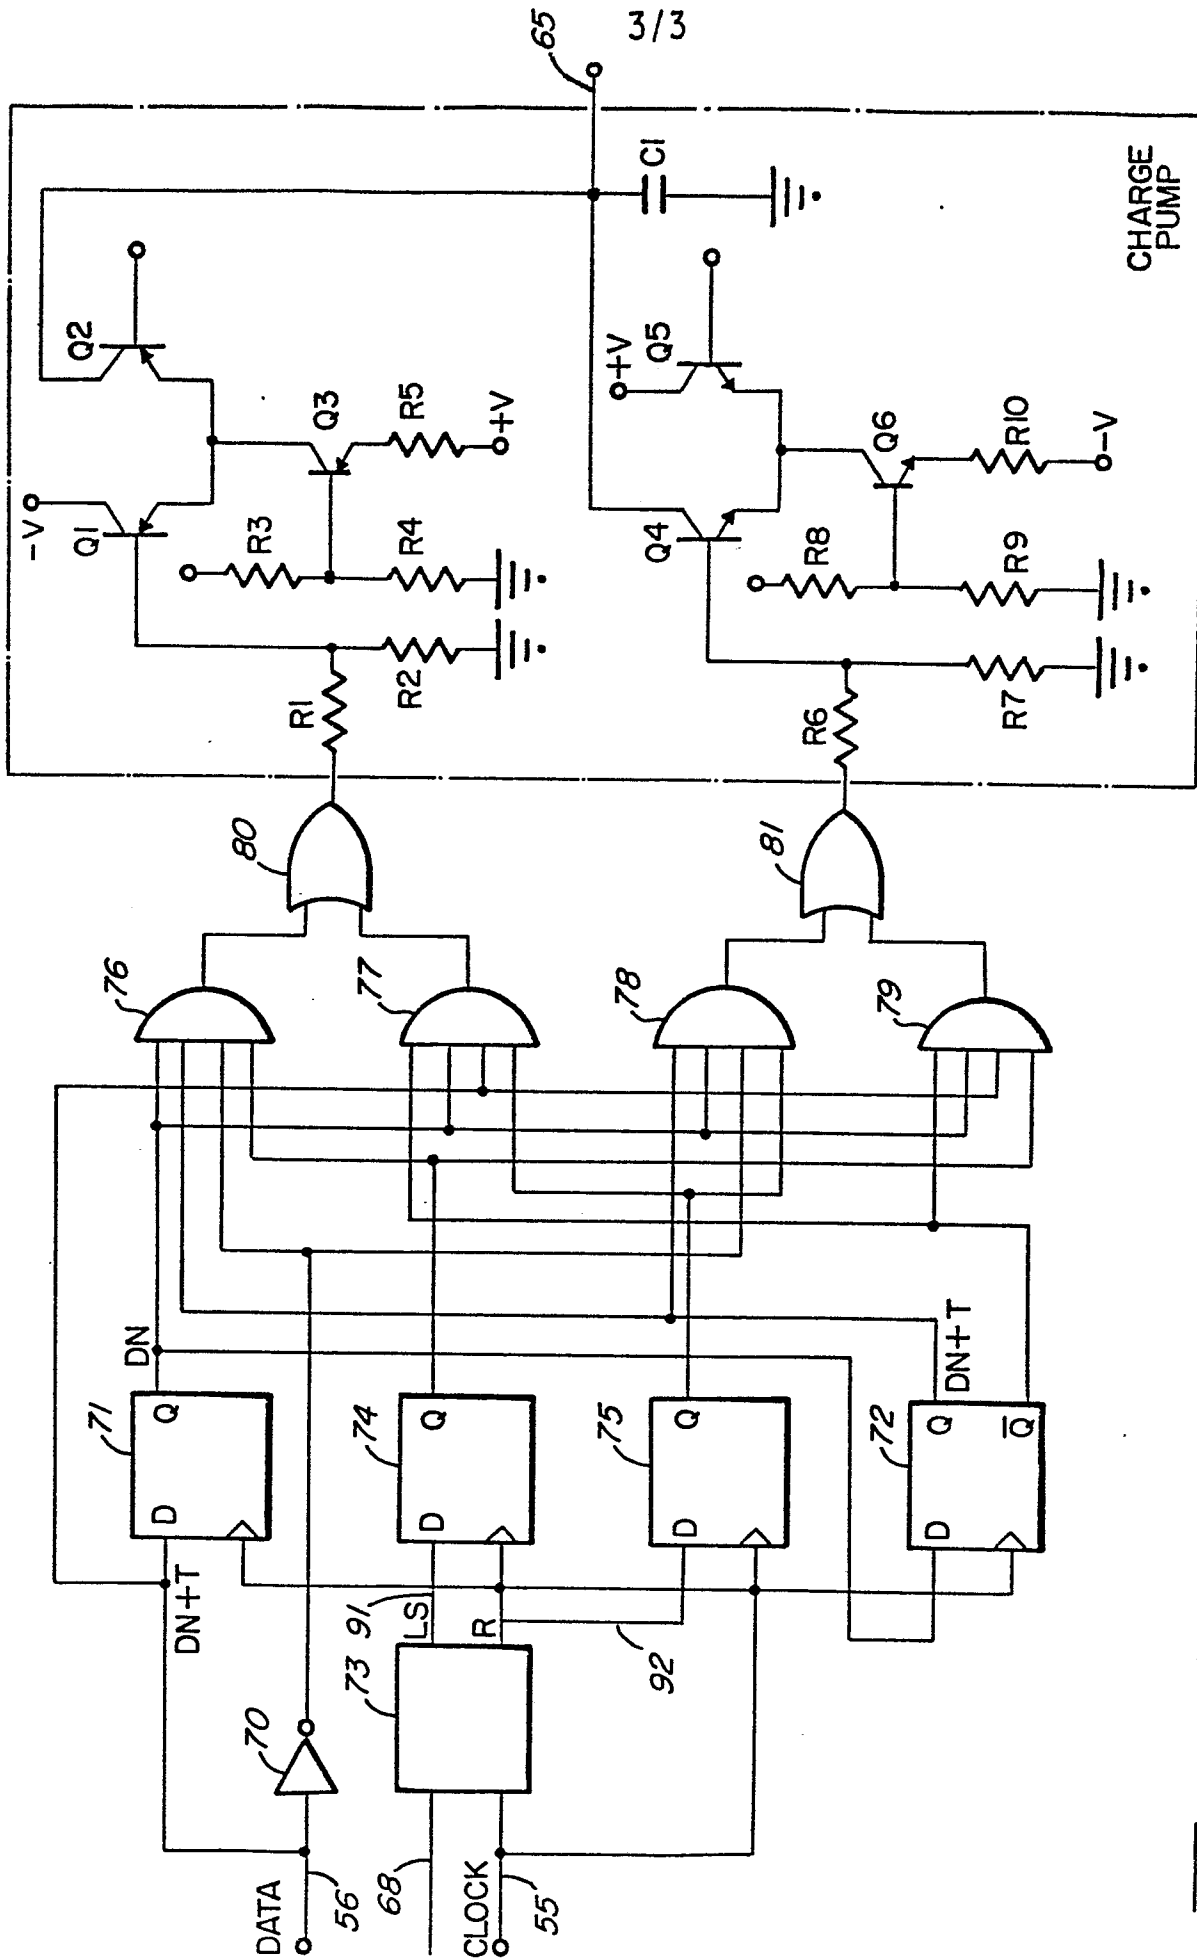 3/3
DATA
56
70
68
CLOCK
55
DN+T
73
91
LS
R
92
71
D
Q
DN
74
D
Q
75
D
Q
72
D
Q
Q̅
DN+T
76
77
78
79
80
81
R1
R2
R3
R4
R5
-V
Q1
Q2
Q3
+V
65
C1
R6
R7
R8
R9
R10
Q4
+V
Q5
Q6
-V
CHARGE
PUMP